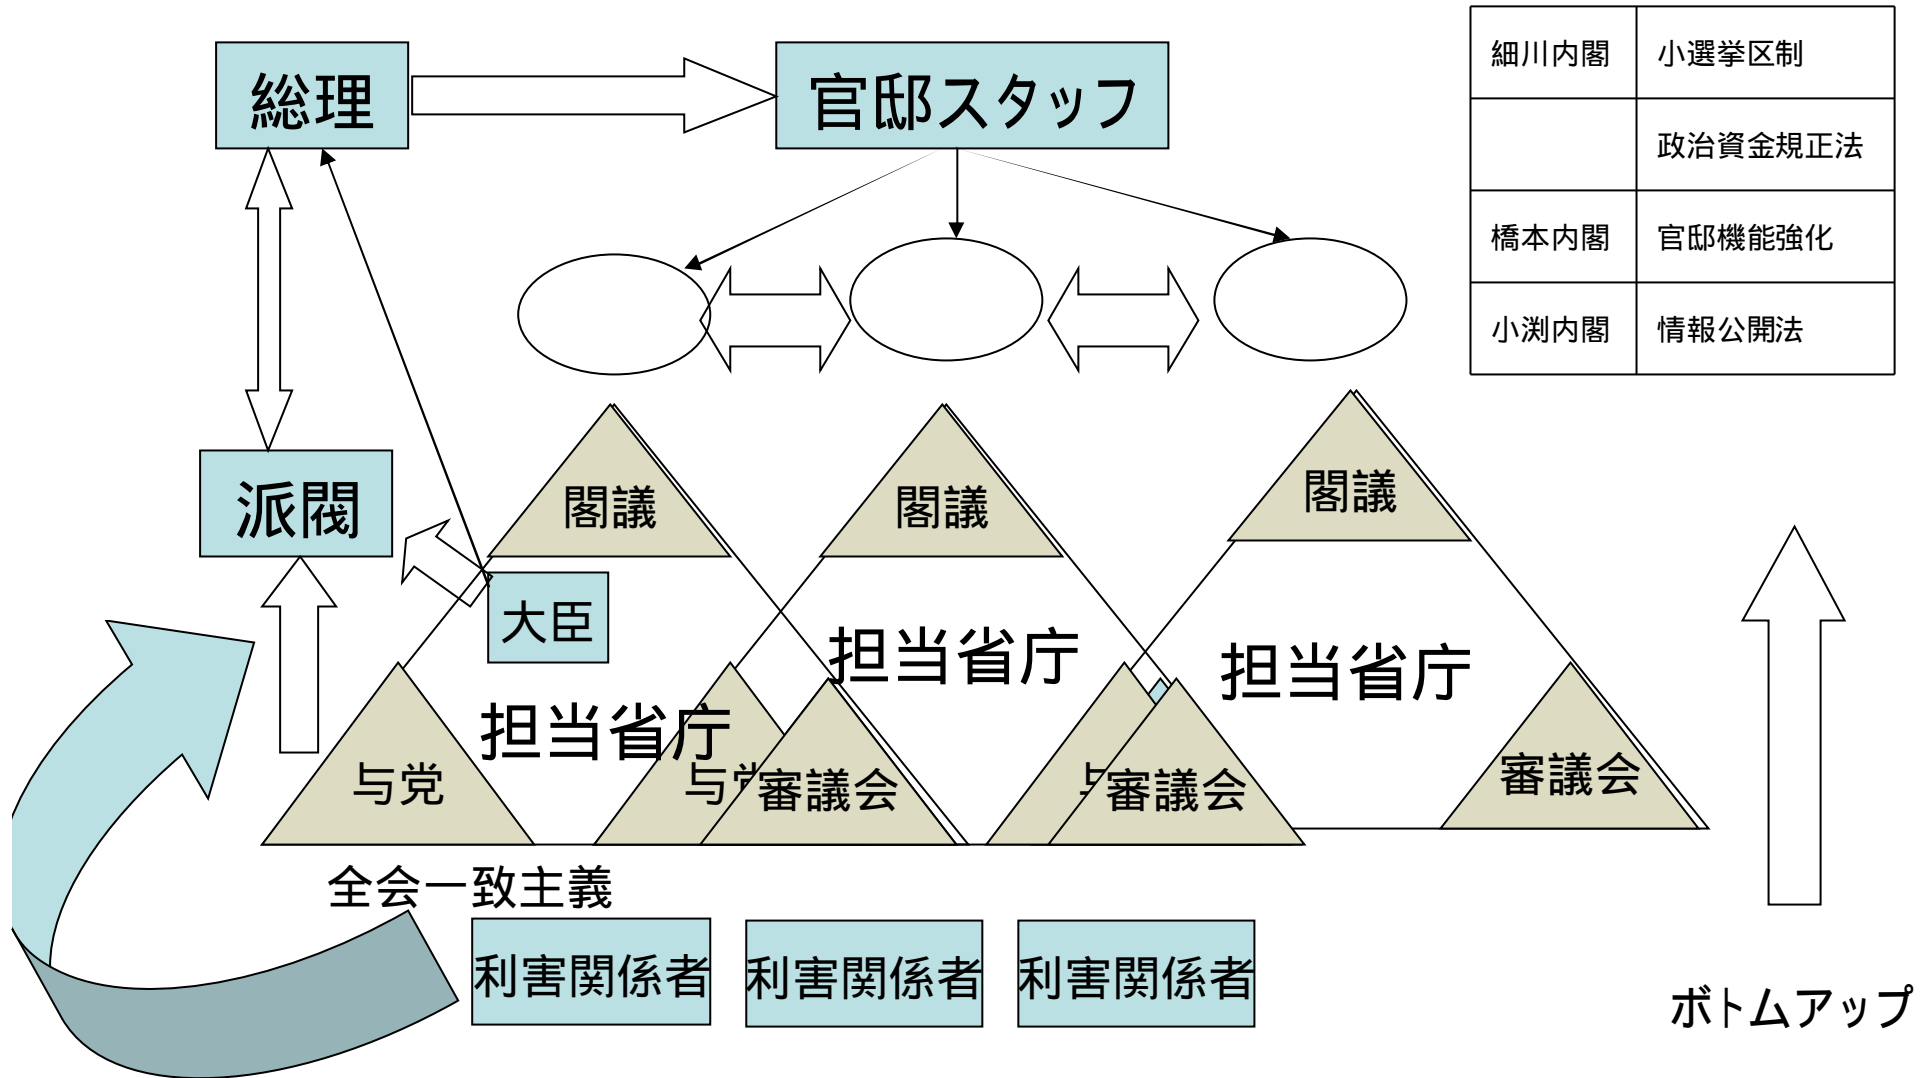 総理
官邸スタッフ
細川内閣 小選挙区制
政治資金規正法
橋本内閣 官邸機能強化
小渕内閣 情報公開法
閣議
閣議
閣議
派閥
大臣
担当省庁
担当省庁
担当省庁
与党
与党
審議会
与
審議会
審議会
全会一致主義
利害関係者
利害関係者
利害関係者
ボトムアップ